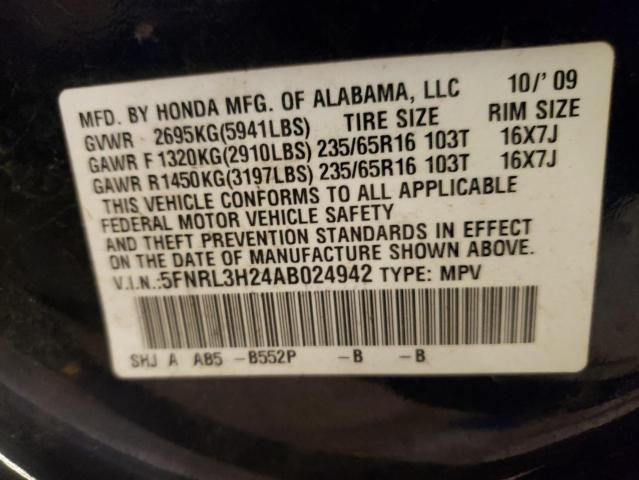 MFD. BY HONDA MFG. OF ALABAMA, LLC 10/'09
GVWR 2695KG(5941LBS) TIRE SIZE RIM SIZE
GAWR F 1320KG(2910LBS) 235/65R16 103T 16X7J
GAWR R1450KG(3197LBS) 235/65R16 103T 16X7J
THIS VEHICLE CONFORMS TO ALL APPLICABLE
FEDERAL MOTOR VEHICLE SAFETY
AND THEFT PREVENTION STANDARDS IN EFFECT
ON THE DATE OF MANUFACTURE SHOWN ABOVE.
V.I.N.:5FNRL3H24AB024942 TYPE: MPV
SHJ A AB5 -B552P -B -B